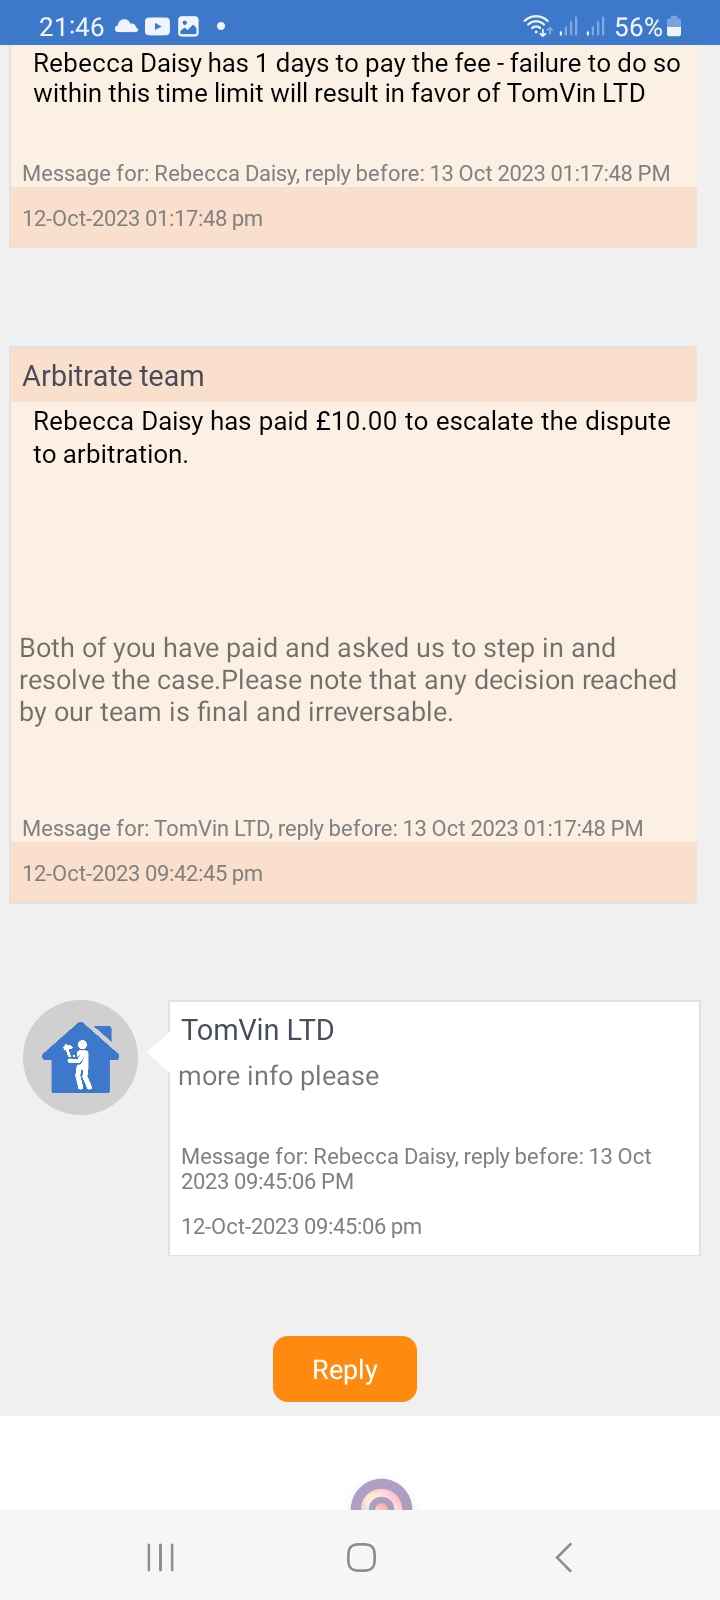 21:46
56%
Rebecca Daisy has 1 days to pay the fee - failure to do so
within this time limit will result in favor of TomVin LTD
Message for: Rebecca Daisy, reply before: 13 Oct 2023 01:17:48 PM
12-Oct-2023 01:17:48 pm
Arbitrate team
Rebecca Daisy has paid £10.00 to escalate the dispute
to arbitration.
Both of you have paid and asked us to step in and
resolve the case.Please note that any decision reached
by our team is final and irreversable.
Message for: TomVin LTD, reply before: 13 Oct 2023 01:17:48 PM
12-Oct-2023 09:42:45 pm
TomVin LTD
more info please
Message for: Rebecca Daisy, reply before: 13 Oct
2023 09:45:06 PM
12-Oct-2023 09:45:06 pm
Reply